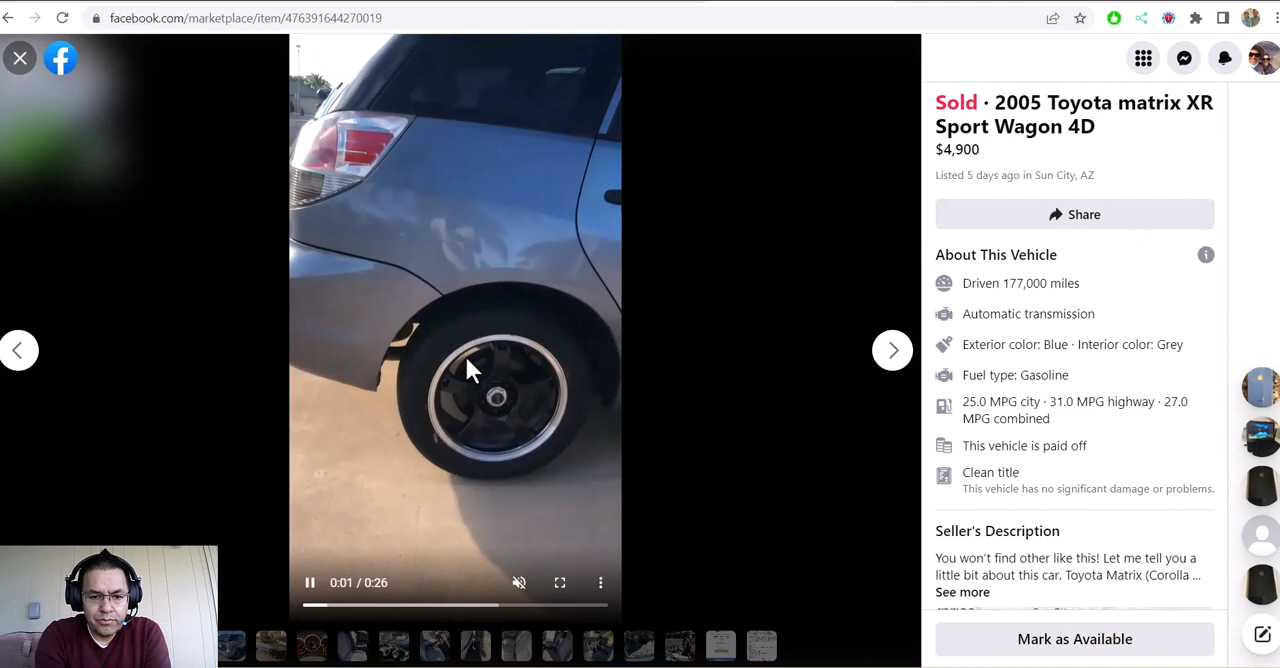 facebook.com/marketplace/item/476391644270019
Sold · 2005 Toyota matrix XR
Sport Wagon 4D
$4,900
Listed 5 days ago in Sun City, AZ
Share
About This Vehicle
Driven 177,000 miles
Automatic transmission
Exterior color: Blue · Interior color: Grey
Fuel type: Gasoline
25.0 MPG city · 31.0 MPG highway · 27.0
MPG combined
This vehicle is paid off
Clean title
This vehicle has no significant damage or problems.
Seller's Description
You won't find other like this! Let me tell you a
little bit about this car. Toyota Matrix (Corolla ...
See more
0:01 / 0:26
Mark as Available